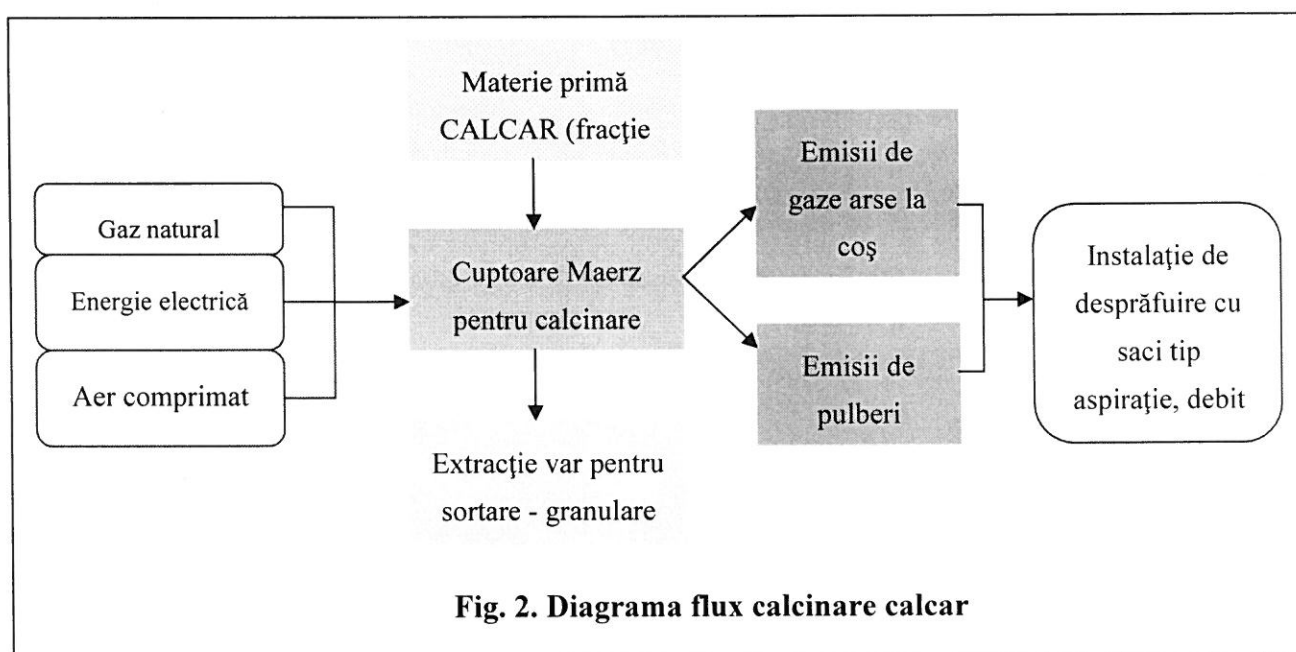 Materie primă
CALCAR (fracţie
Gaz natural
Energie electrică
Aer comprimat
Cuptoare Maerz
pentru calcinare
Extracţie var pentru
sortare - granulare
Emisii de
gaze arse la
coş
Emisii de
pulberi
Instalaţie de
desprăfuire cu
saci tip
aspiraţie, debit
Fig. 2. Diagrama flux calcinare calcar